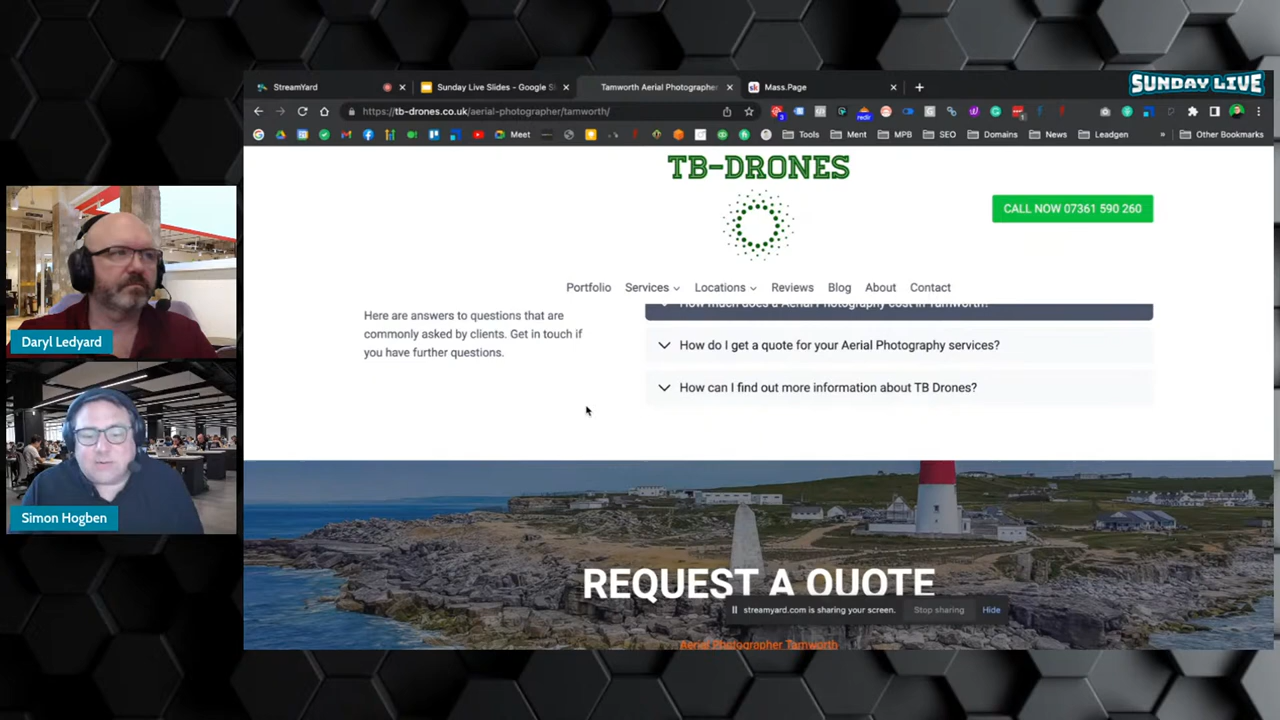 SUNDAY LIVE
StreamYard
Sunday Live Slides - Google Sl
Tamworth Aerial Photographer
Mass.Page
https://tb-drones.co.uk/aerial-photographer/tamworth/
Meet
Tools
Ment
MPB
SEO
Domains
News
Leadgen
Other Bookmarks
TB-DRONES
CALL NOW 07361 590 260
Portfolio Services Locations Reviews Blog About Contact
How much does a Aerial Photography cost in Tamworth?
Here are answers to questions that are
commonly asked by clients. Get in touch if
you have further questions.
How do I get a quote for your Aerial Photography services?
How can I find out more information about TB Drones?
REQUEST A QUOTE
streamyard.com is sharing your screen. Stop sharing Hide
Aerial Photographer Tamworth
Daryl Ledyard
Simon Hogben